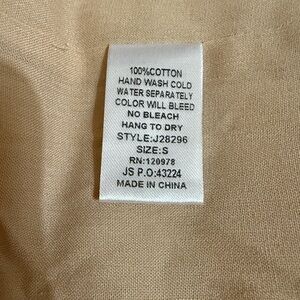 100%COTTON
HAND WASH COLD
WATER SEPARATELY
COLOR WILL BLEED
NO BLEACH
HANG TO DRY
STYLE:J28296
SIZE:S
RN:120978
JS P.O:43224
MADE IN CHINA